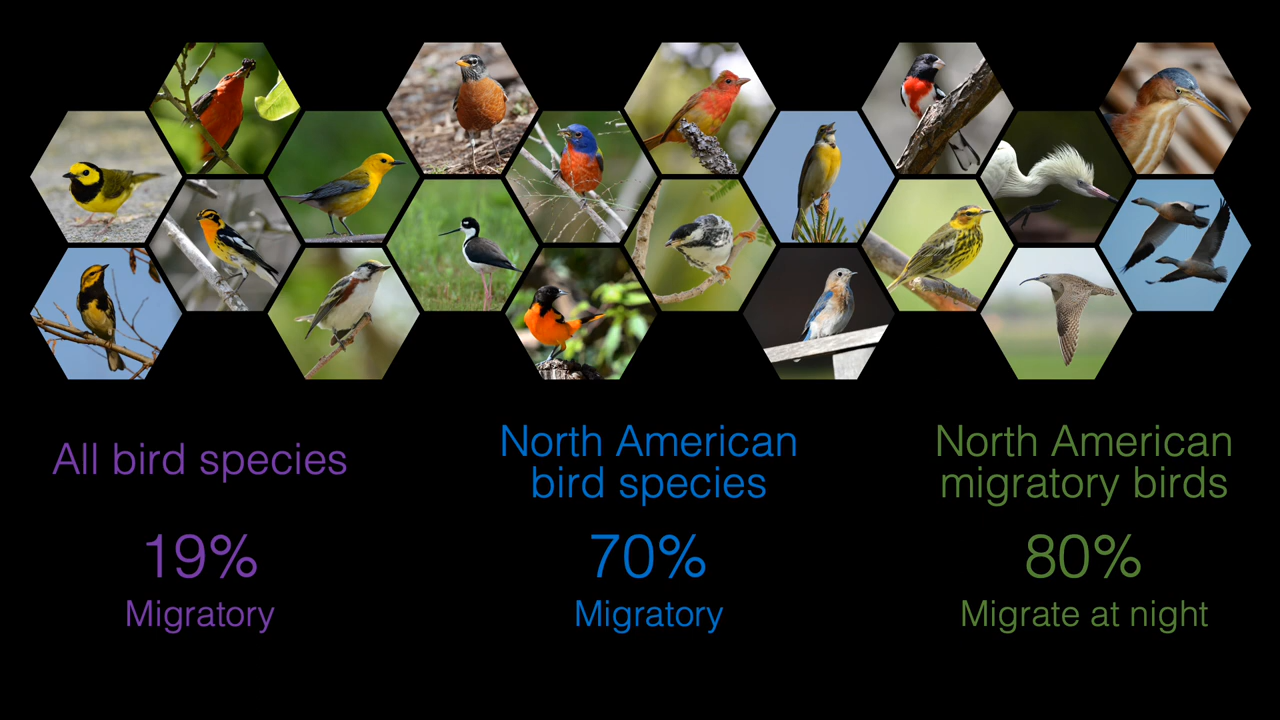 All bird species
19%
Migratory
North American
bird species
70%
Migratory
North American
migratory birds
80%
Migrate at night